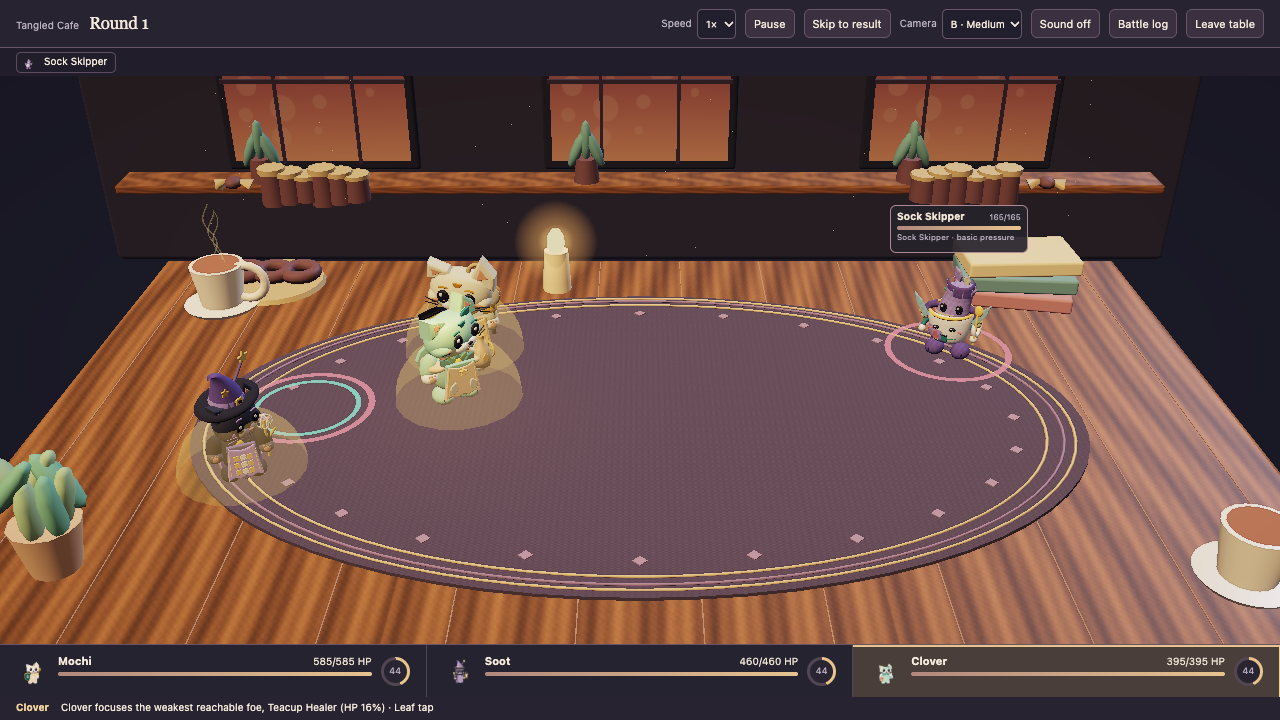 Tangled Cafe Round 1 Speed 1x Pause Skip to result Camera B · Medium Sound off Battle log Leave table
Sock Skipper
Sock Skipper 165/165
Sock Skipper · basic pressure
Mochi 585/585 HP 44 Soot 460/460 HP 44 Clover 395/395 HP 44
Clover Clover focuses the weakest reachable foe, Teacup Healer (HP 16%) · Leaf tap